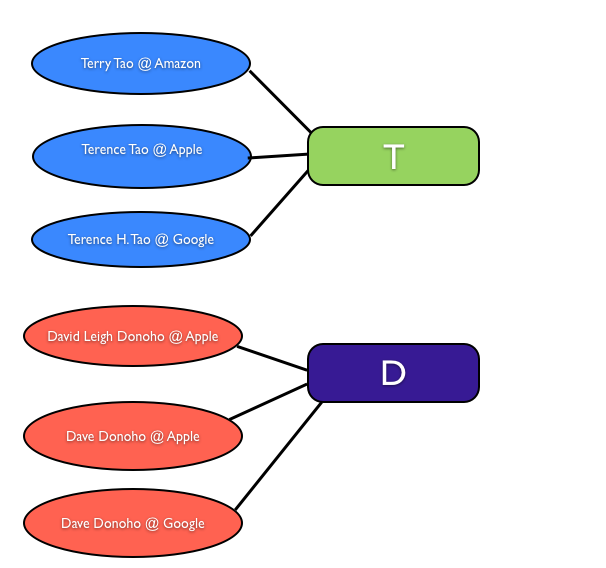 Terry Tao @ Amazon
Terence Tao @ Apple
T
Terence H. Tao @ Google
David Leigh Donoho @ Apple
D
Dave Donoho @ Apple
Dave Donoho @ Google